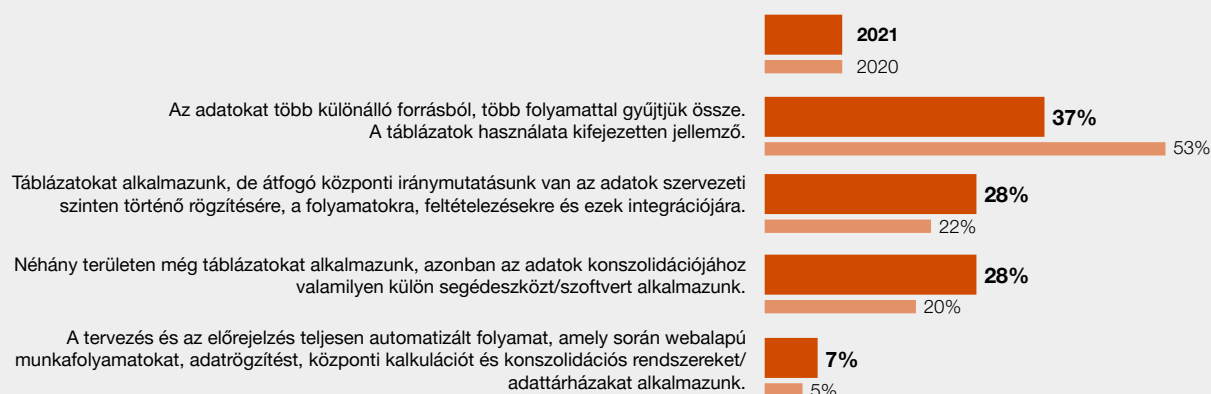 2021
2020
Az adatokat több különálló forrásból, több folyamattal gyűjtjük össze.
A táblázatok használata kifejezetten jellemző.
37%
53%
Táblázatokat alkalmazunk, de átfogó központi iránymutatásunk van az adatok szervezeti
szinten történő rögzítésére, a folyamatokra, feltételezésekre és ezek integrációjára.
28%
22%
Néhány területen még táblázatokat alkalmazunk, azonban az adatok konszolidációjához
valamilyen külön segédeszközt/szoftvert alkalmazunk.
28%
20%
A tervezés és az előrejelzés teljesen automatizált folyamat, amely során webalapú
munkafolyamatokat, adatrögzítést, központi kalkulációt és konszolidációs rendszereket/
adattárházakat alkalmazunk.
7%
5%